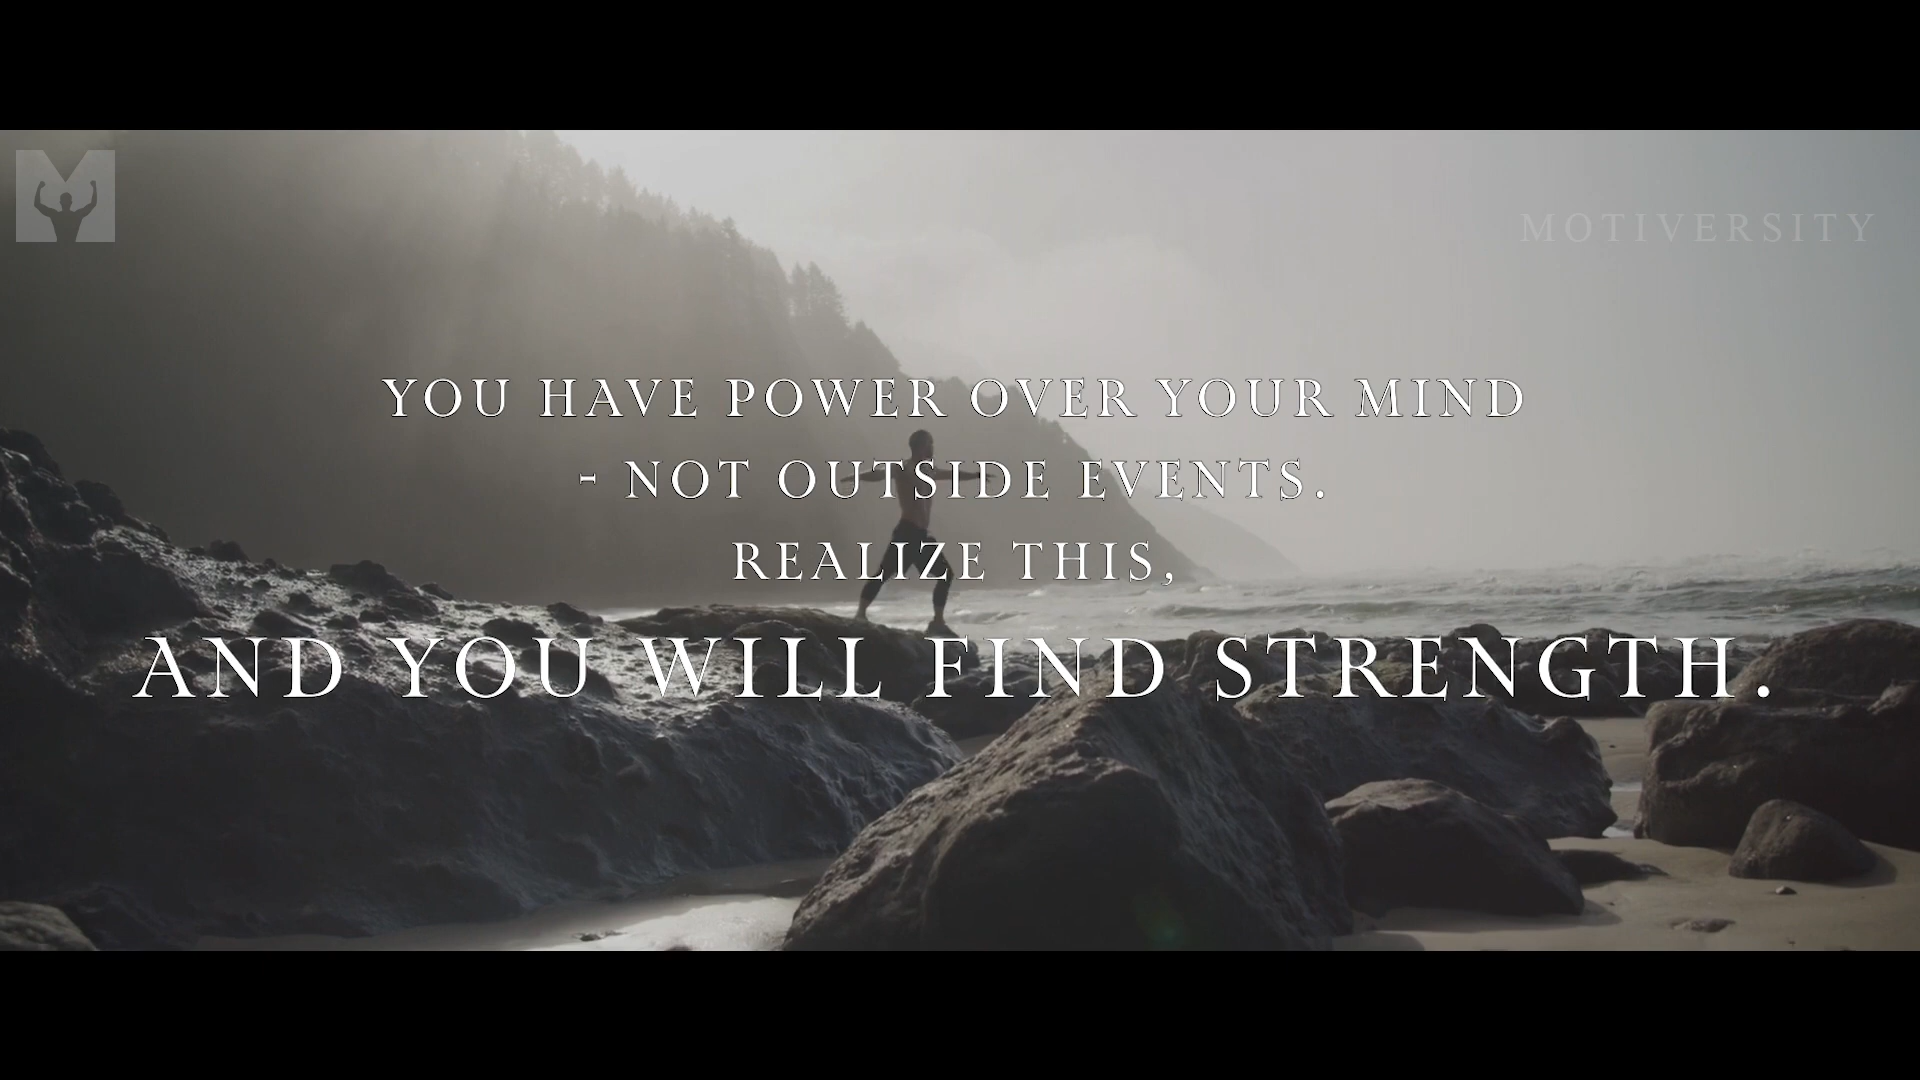 MOTIVERSITY
YOU HAVE POWER OVER YOUR MIND
- NOT OUTSIDE EVENTS.
REALIZE THIS,
AND YOU WILL FIND STRENGTH.